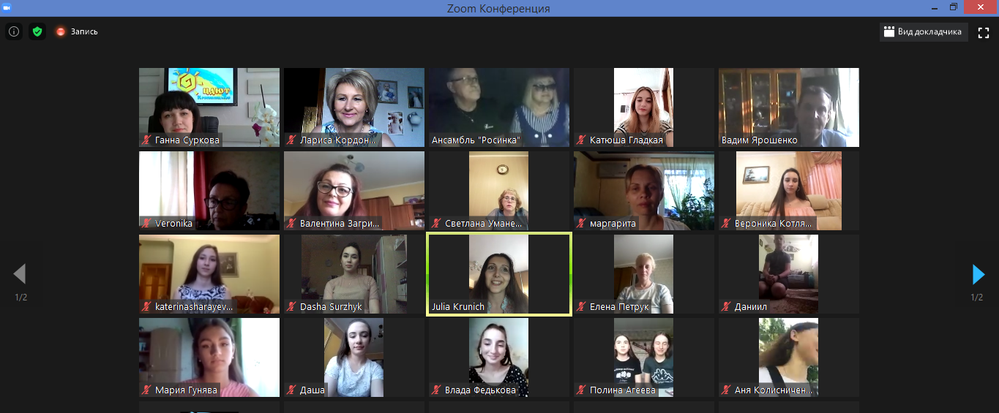 Zoom Конференция
Запись
Вид докладчика
ЦДЮТ
Ганна Суркова
Лариса Кордон...
Ансамбль "Росинка"
Катюша Гладкая
Вадим Ярошенко
Veronika
Валентина Загри...
Светлана Умане...
маргарита
Вероника Котля...
katerinasharayev...
Dasha Surzhyk
Julia Krunich
Елена Петрук
Даниил
1/2
1/2
Мария Гунява
Даша
Влада Федькова
Полина Агеева
Аня Колисничен...